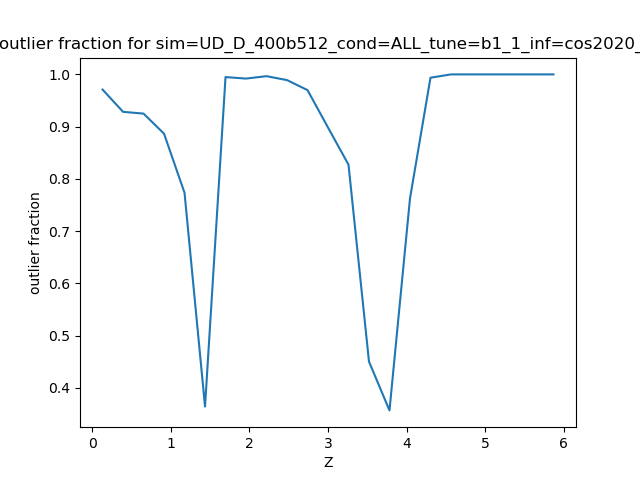 outlier fraction for sim=UD_D_400b512_cond=ALL_tune=b1_1_inf=cos2020_
1.0
0.9
0.8
0.7
0.6
0.5
0.4
outlier fraction
0 1 2 3 4 5 6
Z